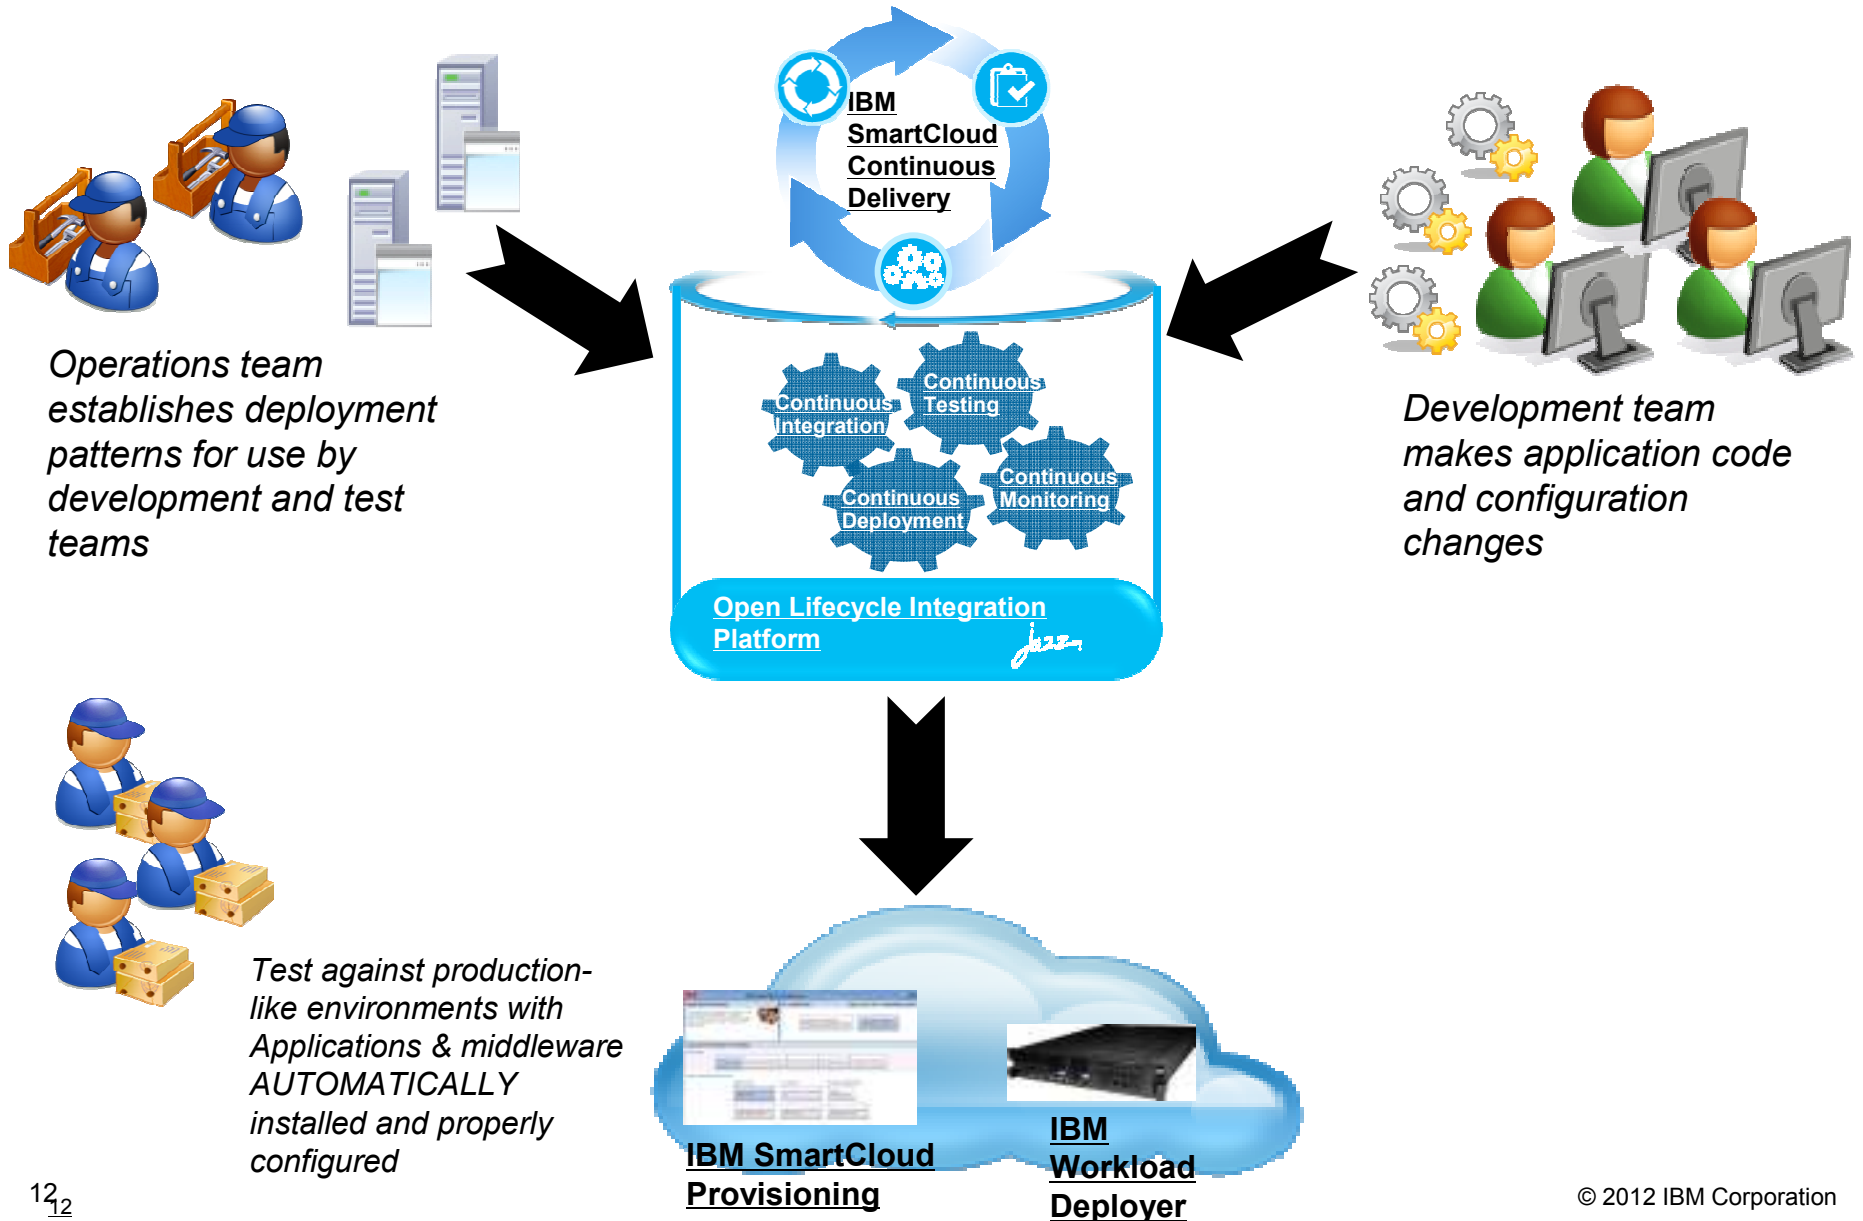 IBM
SmartCloud
Continuous
Delivery
Operations team
establishes deployment
patterns for use by
development and test
teams
Continuous
Integration
Continuous
Testing
Continuous
Deployment
Continuous
Monitoring
Open Lifecycle Integration
Platform
Jazz
Development team
makes application code
and configuration
changes
Test against production-
like environments with
Applications & middleware
AUTOMATICALLY
installed and properly
configured
IBM SmartCloud
Provisioning
IBM
Workload
Deployer
12
12
© 2012 IBM Corporation